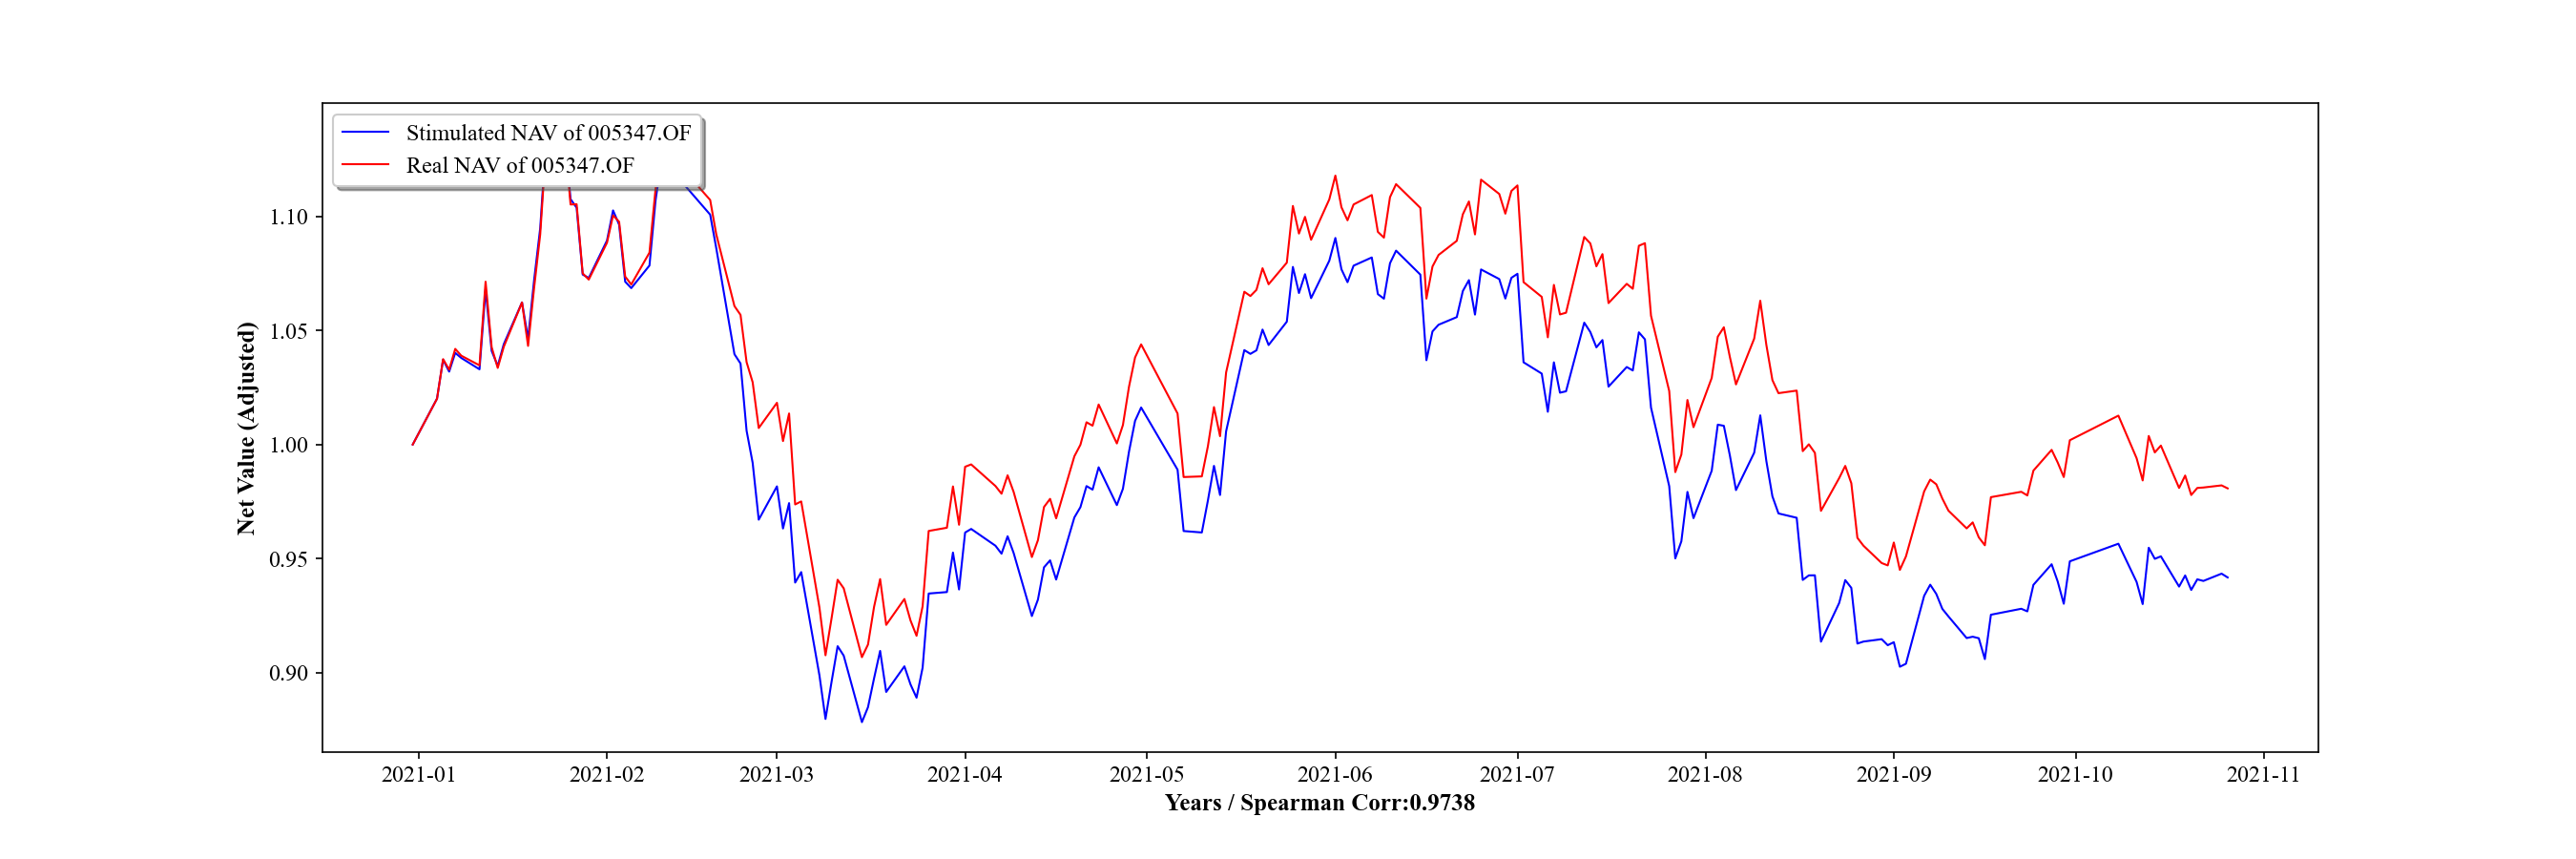 Stimulated NAV of 005347.OF
Real NAV of 005347.OF
Net Value (Adjusted)
1.10
1.05
1.00
0.95
0.90
2021-01 2021-02 2021-03 2021-04 2021-05 2021-06 2021-07 2021-08 2021-09 2021-10 2021-11
Years / Spearman Corr:0.9738